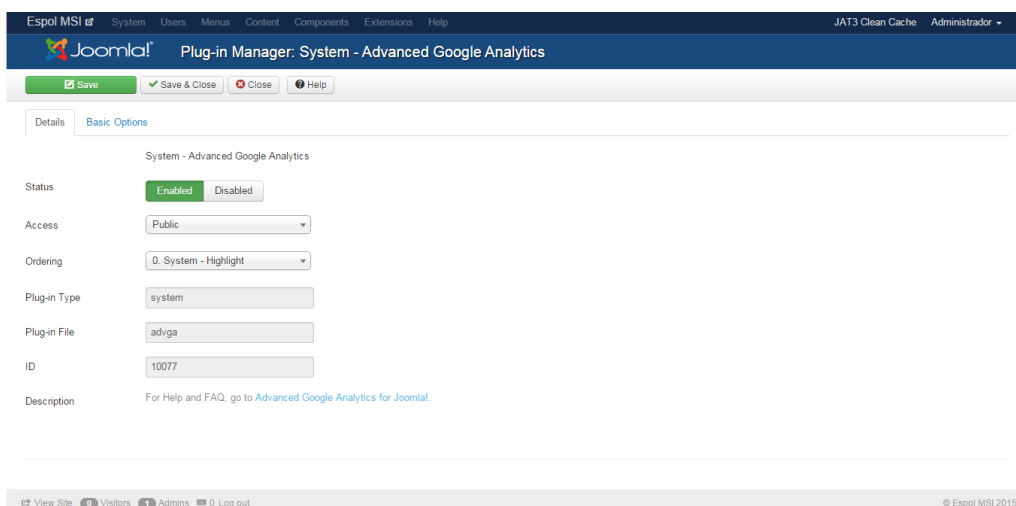 Espol MSI System Users Menus Content Components Extensions Help JAT3 Clean Cache Administrador
Joomla!® Plug-in Manager: System - Advanced Google Analytics
Save Save & Close Close Help
Details Basic Options
System - Advanced Google Analytics
Status Enabled Disabled
Access Public
Ordering 0. System - Highlight
Plug-in Type system
Plug-in File advga
ID 10077
Description For Help and FAQ, go to Advanced Google Analytics for Joomla!.
View Site 0 Visitors 1 Admins 0 Log out © Espol MSI 2015